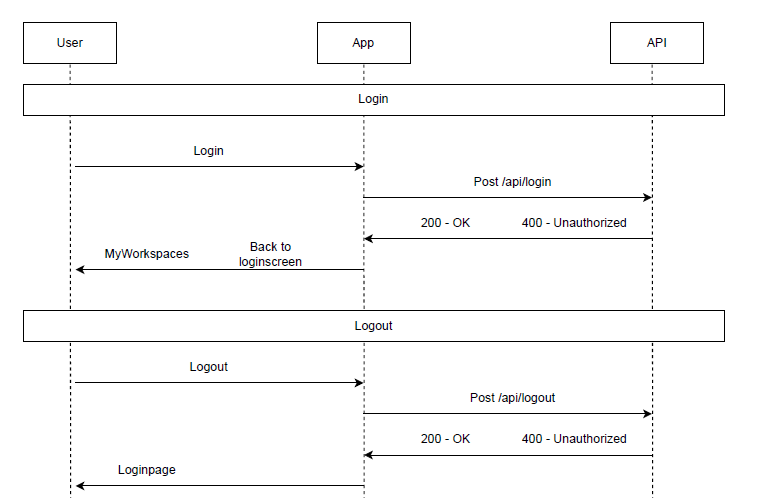 User
App
API
Login
Login
Post /api/login
200 - OK
400 - Unauthorized
MyWorkspaces
Back to
loginscreen
Logout
Logout
Post /api/logout
200 - OK
400 - Unauthorized
Loginpage